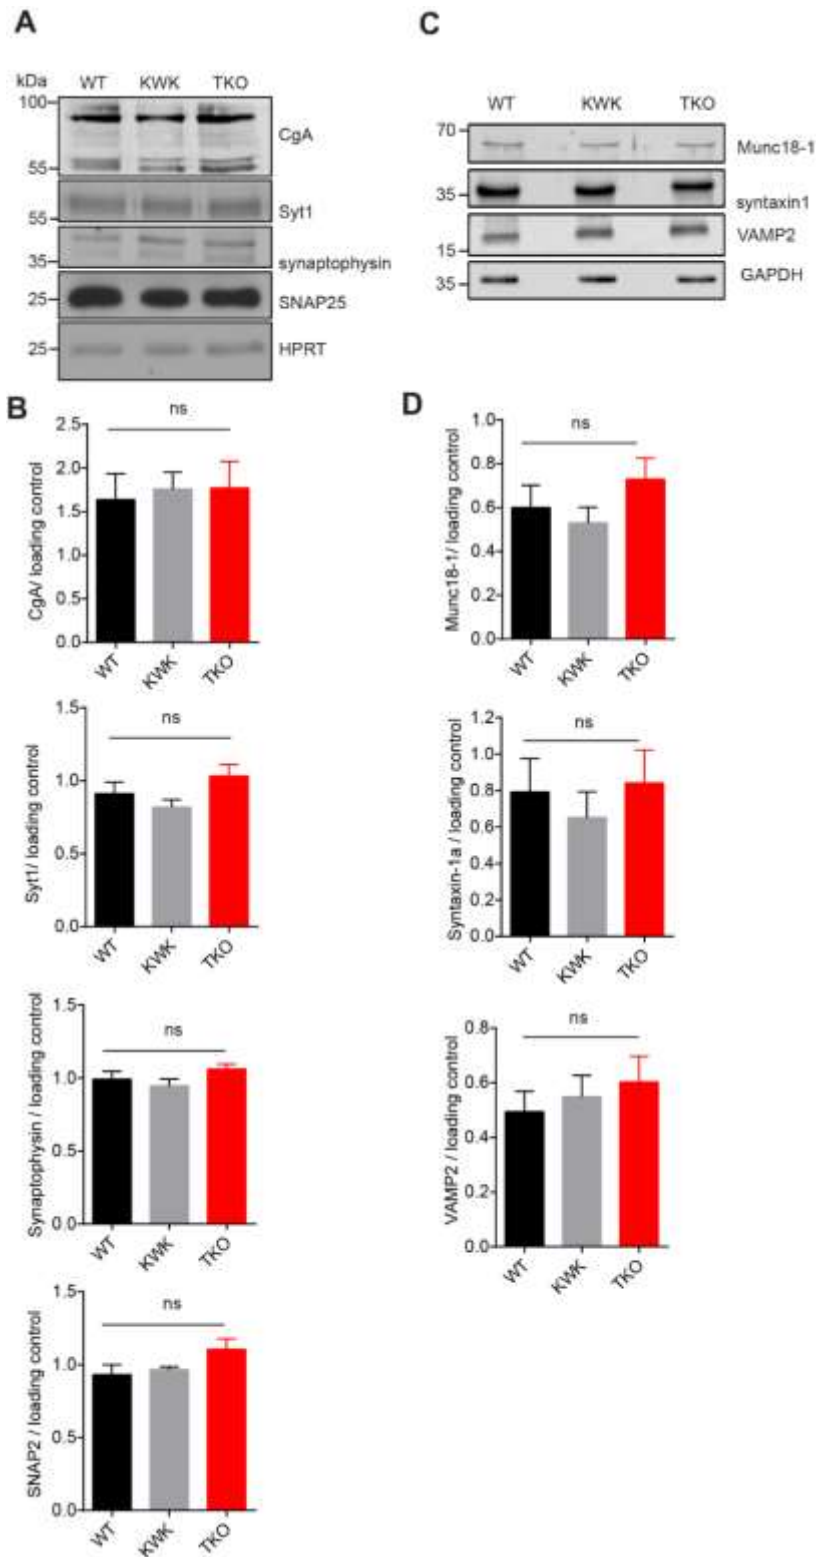 A
kDa
WT KWK TKO
100
CgA
55
Syt1
55
synaptophysin
35
25
SNAP25
25
HPRT
C
WT KWK TKO
70
Munc18-1
35
syntaxin1
VAMP2
15
GAPDH
35
B
ns
CgA/ loading control
2.5
2.0
1.5
1.0
0.5
0.0
WT KWK TKO
ns
Syt1/ loading control
1.5
1.0
0.5
0.0
WT KWK TKO
ns
Synaptophysin / loading control
1.5
1.0
0.5
0.0
WT KWK TKO
ns
SNAP2 / loading control
1.5
1.0
0.5
0.0
WT KWK TKO
D
ns
Munc18-1/ loading control
1.0
0.8
0.6
0.4
0.2
0.0
WT KWK TKO
ns
Syntaxin-1a / loading control
1.2
1.0
0.8
0.6
0.4
0.2
0.0
WT KWK TKO
ns
VAMP2 / loading control
0.8
0.6
0.4
0.2
0.0
WT KWK TKO